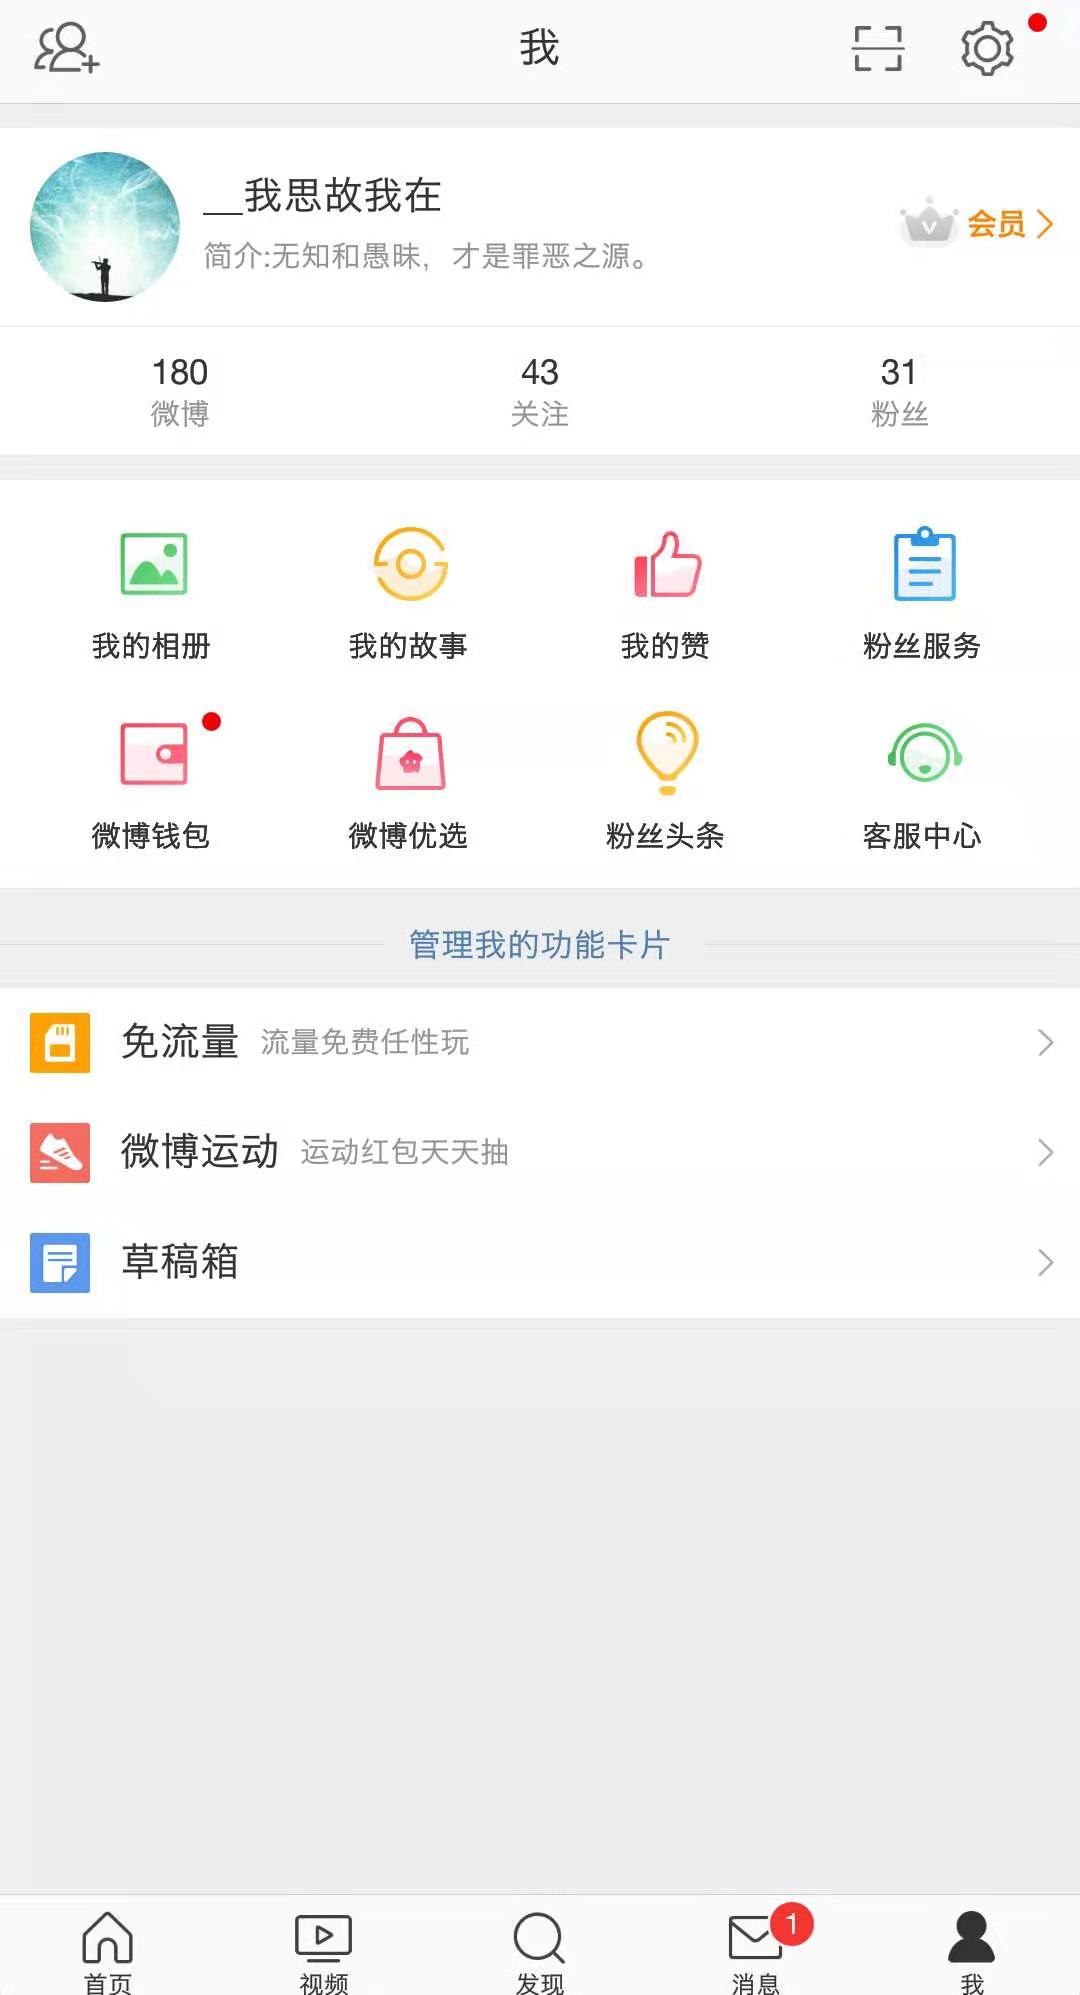 我
__我思故我在
简介:无知和愚昧，才是罪恶之源。
会员
180
43
31
微博
关注
粉丝
我的相册
我的故事
我的赞
粉丝服务
微博钱包
微博优选
粉丝头条
客服中心
管理我的功能卡片
免流量 流量免费任性玩
微博运动 运动红包天天抽
草稿箱
1
首页
视频
发现
消息
我